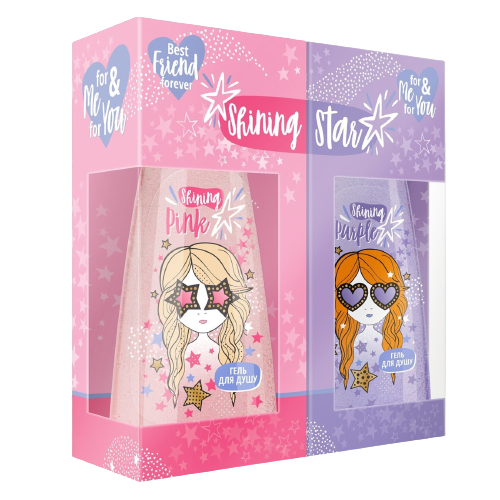 for
&
Me
for
You
Best
Friend
forever
for
&
Me
for
You
Shining Star
Shining
Pink
ГЕЛЬ
ДЛЯ ДУШУ
Shining
Purple
ГЕЛЬ
ДЛЯ ДУШУ